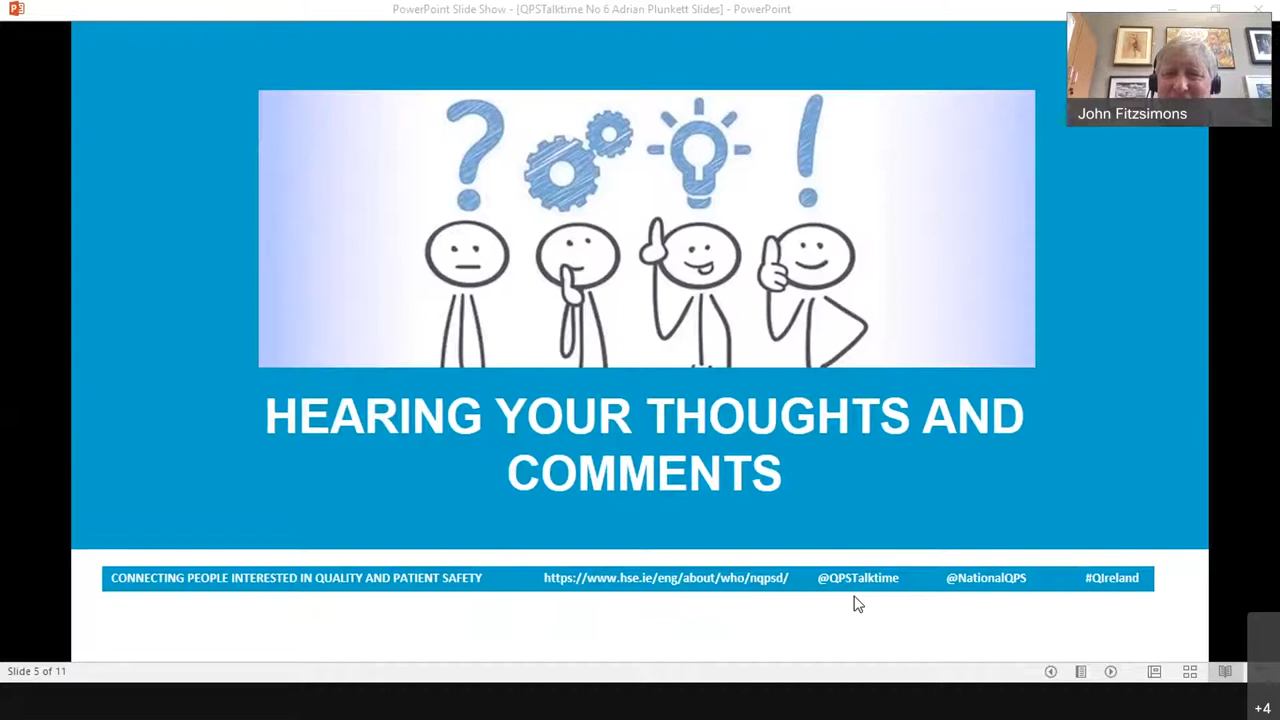 PowerPoint Slide Show - [QPSTalktime No 6 Adrian Plunkett Slides] - PowerPoint
John Fitzsimons
? !
HEARING YOUR THOUGHTS AND
COMMENTS
CONNECTING PEOPLE INTERESTED IN QUALITY AND PATIENT SAFETY https://www.hse.ie/eng/about/who/nqpsd/ @QPSTalktime @NationalQPS #QIreland
Slide 5 of 11
+4